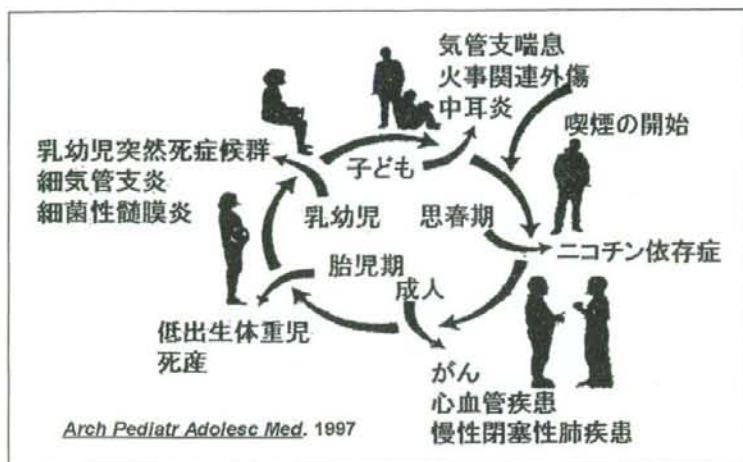 気管支喘息
火事関連外傷
中耳炎
喫煙の開始
乳幼児突然死症候群
細気管支炎
細菌性髄膜炎
子ども
乳幼児
思春期
ニコチン依存症
胎児期
成人
低出生体重児
死産
がん
心血管疾患
慢性閉塞性肺疾患
Arch Pediatr Adolesc Med. 1997